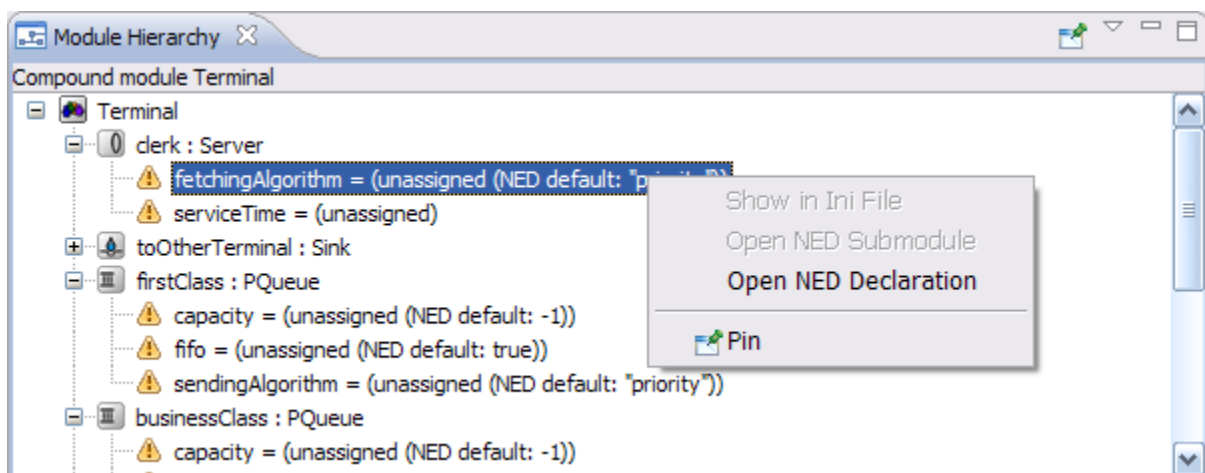 Module Hierarchy
Compound module Terminal
Terminal
clerk : Server
fetchingAlgorithm = (unassigned (NED default: "priority"))
serviceTime = (unassigned)
toOtherTerminal : Sink
firstClass : PQueue
capacity = (unassigned (NED default: -1))
fifo = (unassigned (NED default: true))
sendingAlgorithm = (unassigned (NED default: "priority"))
businessClass : PQueue
capacity = (unassigned (NED default: -1))
Show in Ini File
Open NED Submodule
Open NED Declaration
Pin